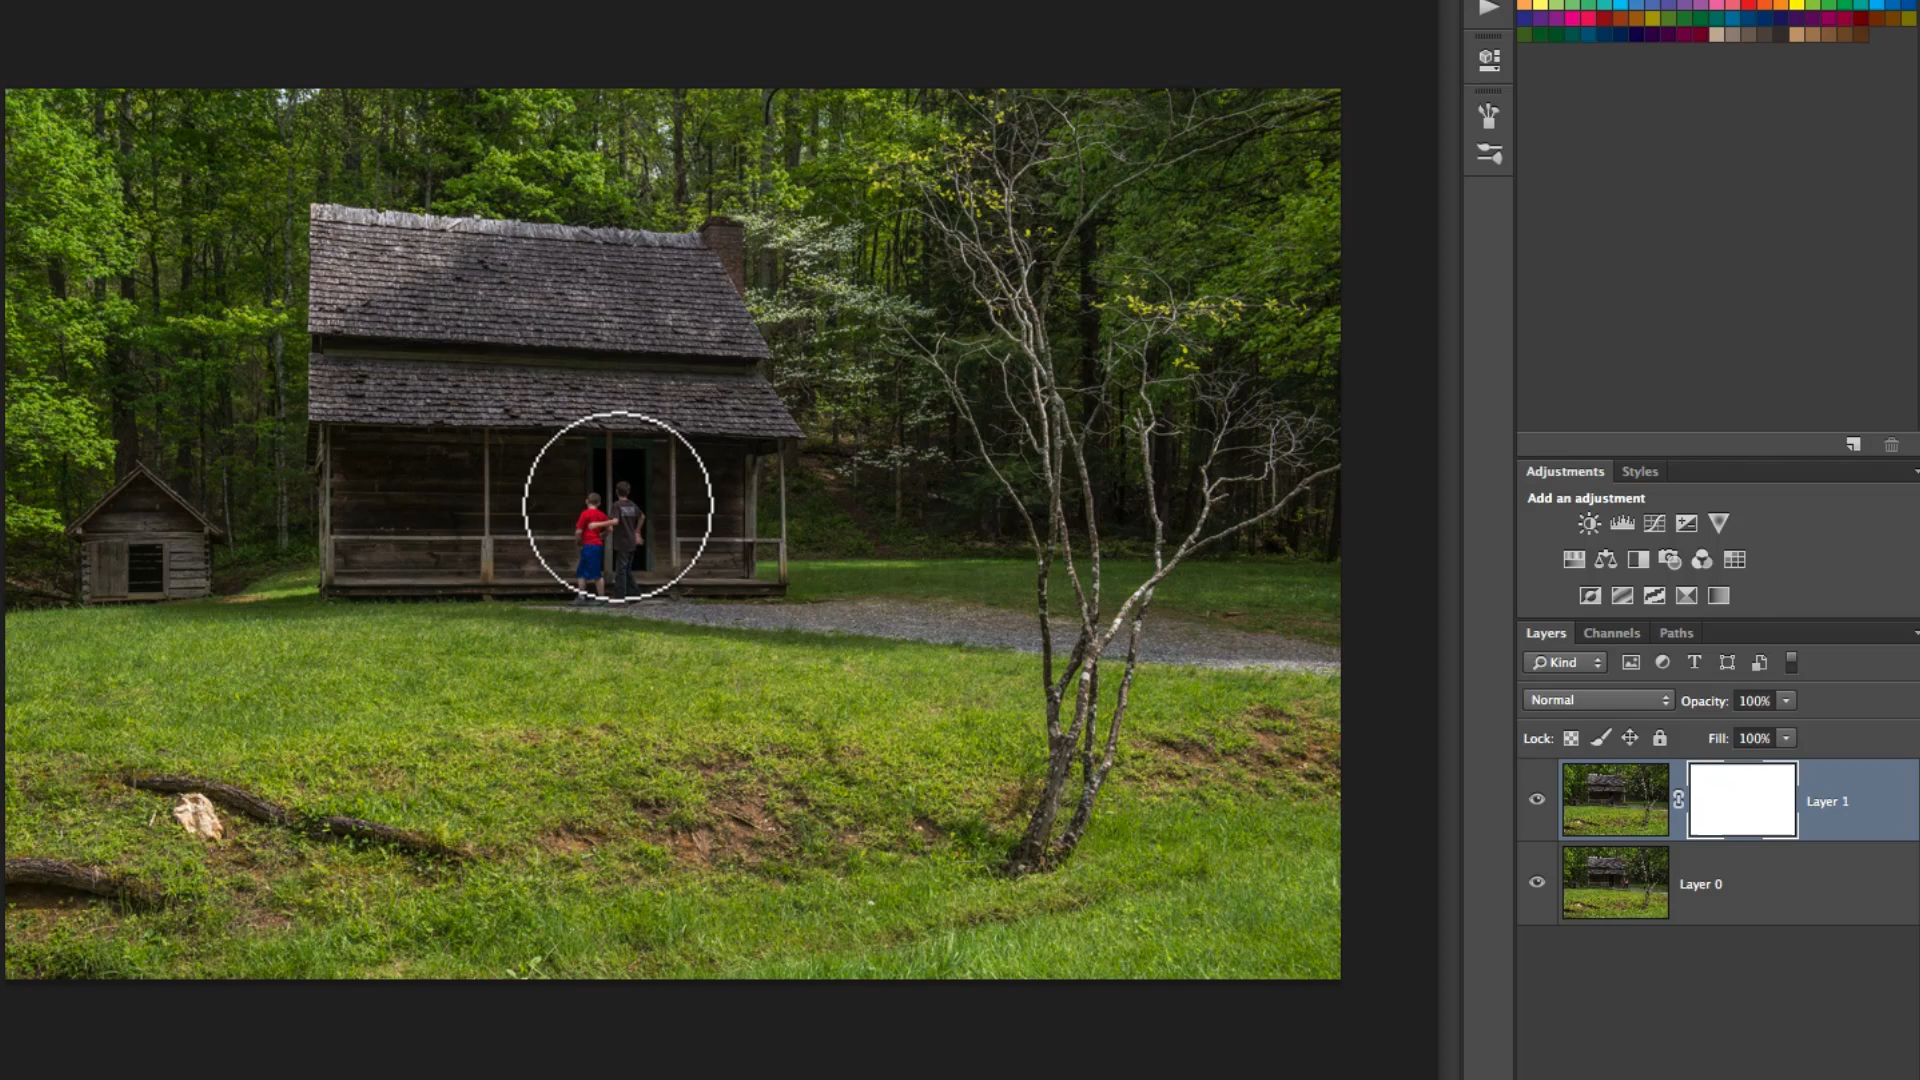 Adjustments Styles
Add an adjustment
Layers Channels Paths
Kind T
Normal Opacity: 100%
Lock: Fill: 100%
Layer 1
Layer 0